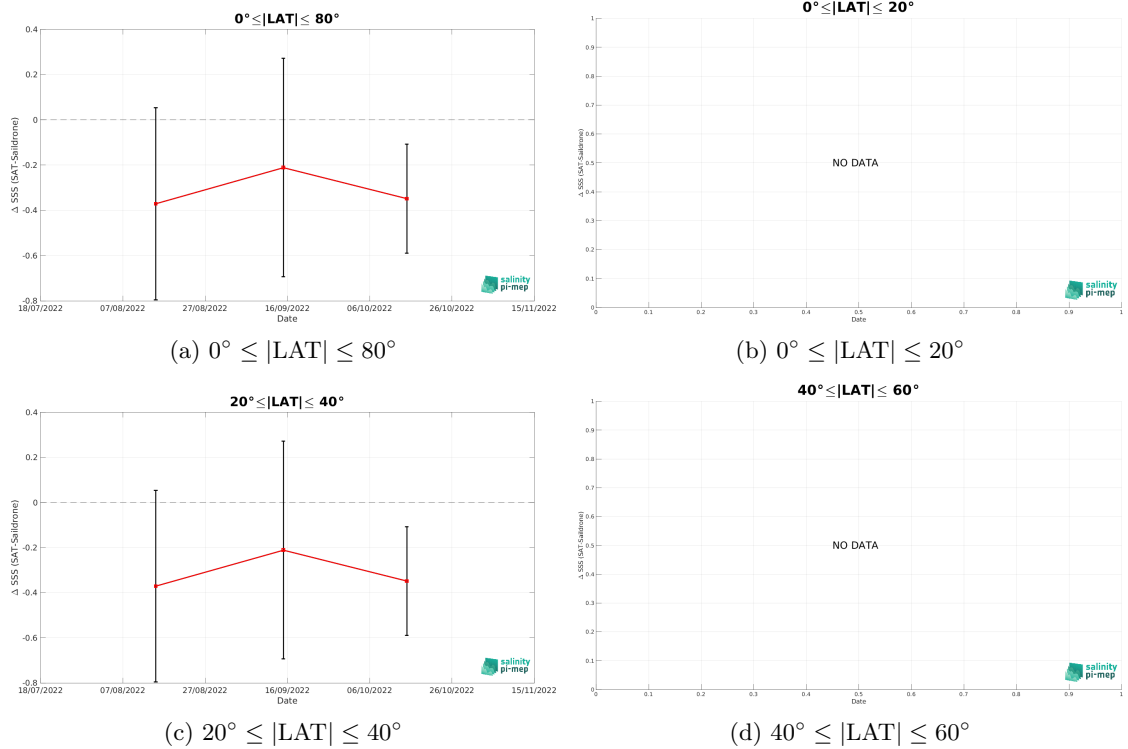 0°≤|LAT|≤ 80°
0.4
0.2
0
-0.2
-0.4
-0.6
-0.8
Δ SSS (SAT-Saildrone)
18/07/2022 07/08/2022 27/08/2022 16/09/2022 06/10/2022 26/10/2022 15/11/2022
Date
salinity
pi-mep
(a) 0° ≤ |LAT| ≤ 80°
0°≤|LAT|≤ 20°
1
0.9
0.8
0.7
0.6
0.5
0.4
0.3
0.2
0.1
0
Δ SSS (SAT-Saildrone)
NO DATA
0 0.1 0.2 0.3 0.4 0.5 0.6 0.7 0.8 0.9 1
Date
salinity
pi-mep
(b) 0° ≤ |LAT| ≤ 20°
20°≤|LAT|≤ 40°
0.4
0.2
0
-0.2
-0.4
-0.6
-0.8
Δ SSS (SAT-Saildrone)
18/07/2022 07/08/2022 27/08/2022 16/09/2022 06/10/2022 26/10/2022 15/11/2022
Date
salinity
pi-mep
(c) 20° ≤ |LAT| ≤ 40°
40°≤|LAT|≤ 60°
1
0.9
0.8
0.7
0.6
0.5
0.4
0.3
0.2
0.1
0
Δ SSS (SAT-Saildrone)
NO DATA
0 0.1 0.2 0.3 0.4 0.5 0.6 0.7 0.8 0.9 1
Date
salinity
pi-mep
(d) 40° ≤ |LAT| ≤ 60°